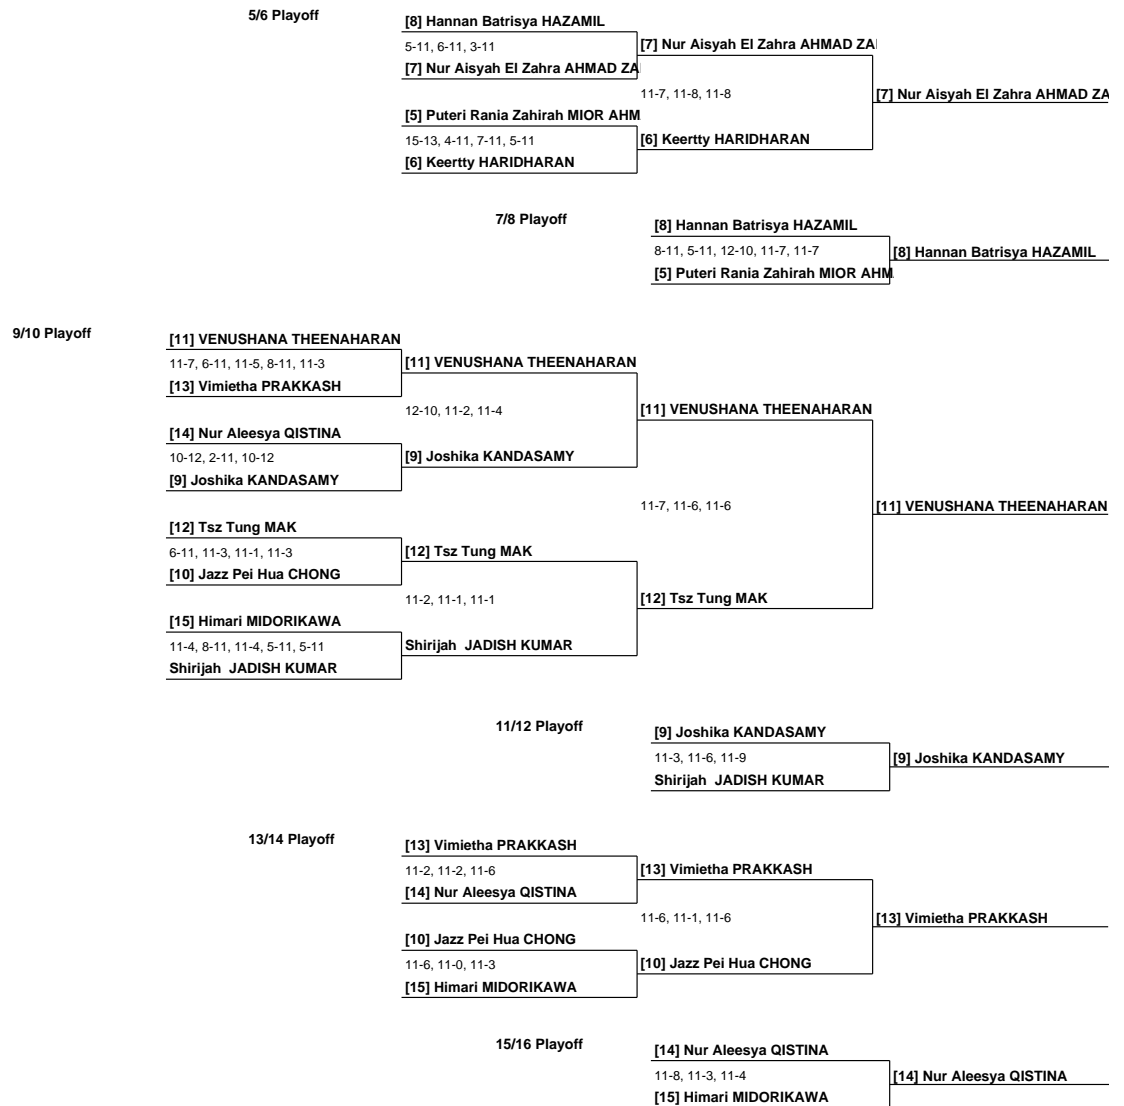 5/6 Playoff
[8] Hannan Batrisya HAZAMIL
5-11, 6-11, 3-11
[7] Nur Aisyah El Zahra AHMAD ZA
[7] Nur Aisyah El Zahra AHMAD ZA
11-7, 11-8, 11-8
[7] Nur Aisyah El Zahra AHMAD ZA
[5] Puteri Rania Zahirah MIOR AHM
15-13, 4-11, 7-11, 5-11
[6] Keertty HARIDHARAN
[6] Keertty HARIDHARAN
7/8 Playoff
[8] Hannan Batrisya HAZAMIL
8-11, 5-11, 12-10, 11-7, 11-7
[8] Hannan Batrisya HAZAMIL
[5] Puteri Rania Zahirah MIOR AHM
9/10 Playoff
[11] VENUSHANA THEENAHARAN
11-7, 6-11, 11-5, 8-11, 11-3
[11] VENUSHANA THEENAHARAN
[13] Vimietha PRAKKASH
12-10, 11-2, 11-4
[11] VENUSHANA THEENAHARAN
[14] Nur Aleesya QISTINA
10-12, 2-11, 10-12
[9] Joshika KANDASAMY
[9] Joshika KANDASAMY
11-7, 11-6, 11-6
[11] VENUSHANA THEENAHARAN
[12] Tsz Tung MAK
6-11, 11-3, 11-1, 11-3
[12] Tsz Tung MAK
[10] Jazz Pei Hua CHONG
11-2, 11-1, 11-1
[12] Tsz Tung MAK
[15] Himari MIDORIKAWA
11-4, 8-11, 11-4, 5-11, 5-11
Shirijah  JADISH KUMAR
Shirijah  JADISH KUMAR
11/12 Playoff
[9] Joshika KANDASAMY
11-3, 11-6, 11-9
[9] Joshika KANDASAMY
Shirijah  JADISH KUMAR
13/14 Playoff
[13] Vimietha PRAKKASH
11-2, 11-2, 11-6
[13] Vimietha PRAKKASH
[14] Nur Aleesya QISTINA
11-6, 11-1, 11-6
[13] Vimietha PRAKKASH
[10] Jazz Pei Hua CHONG
11-6, 11-0, 11-3
[10] Jazz Pei Hua CHONG
[15] Himari MIDORIKAWA
15/16 Playoff
[14] Nur Aleesya QISTINA
11-8, 11-3, 11-4
[14] Nur Aleesya QISTINA
[15] Himari MIDORIKAWA